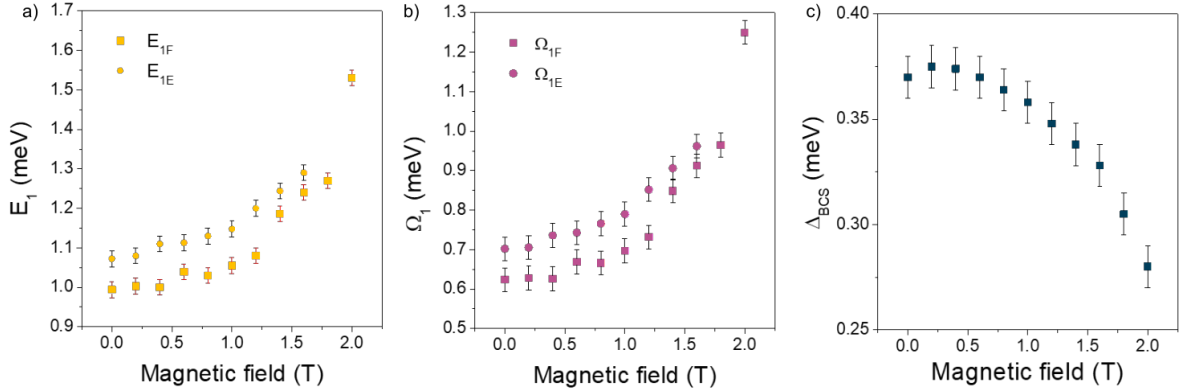 a)
1.7
1.6
1.5
1.4
1.3
1.2
1.1
1.0
0.9
E₁ (meV)
E₁F
E₁E
0.0 0.5 1.0 1.5 2.0
Magnetic field (T)
b)
1.3
1.2
1.1
1.0
0.9
0.8
0.7
0.6
0.5
Ω₁ (meV)
Ω₁F
Ω₁E
0.0 0.5 1.0 1.5 2.0
Magnetic field (T)
c)
0.35
0.30
0.25
Δ_BCS (meV)
0.0 0.5 1.0 1.5 2.0
Magnetic field (T)